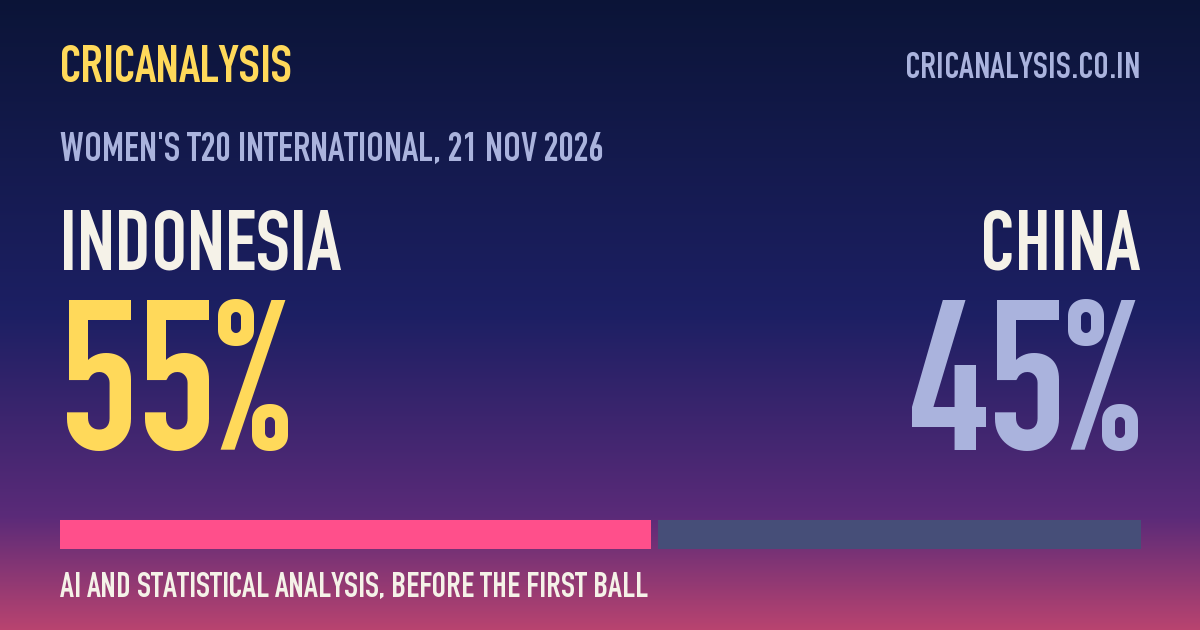 CRICANALYSIS
CRICANALYSIS.CO.IN
WOMEN'S T20 INTERNATIONAL, 21 NOV 2026
INDONESIA
CHINA
55%
45%
AI AND STATISTICAL ANALYSIS, BEFORE THE FIRST BALL